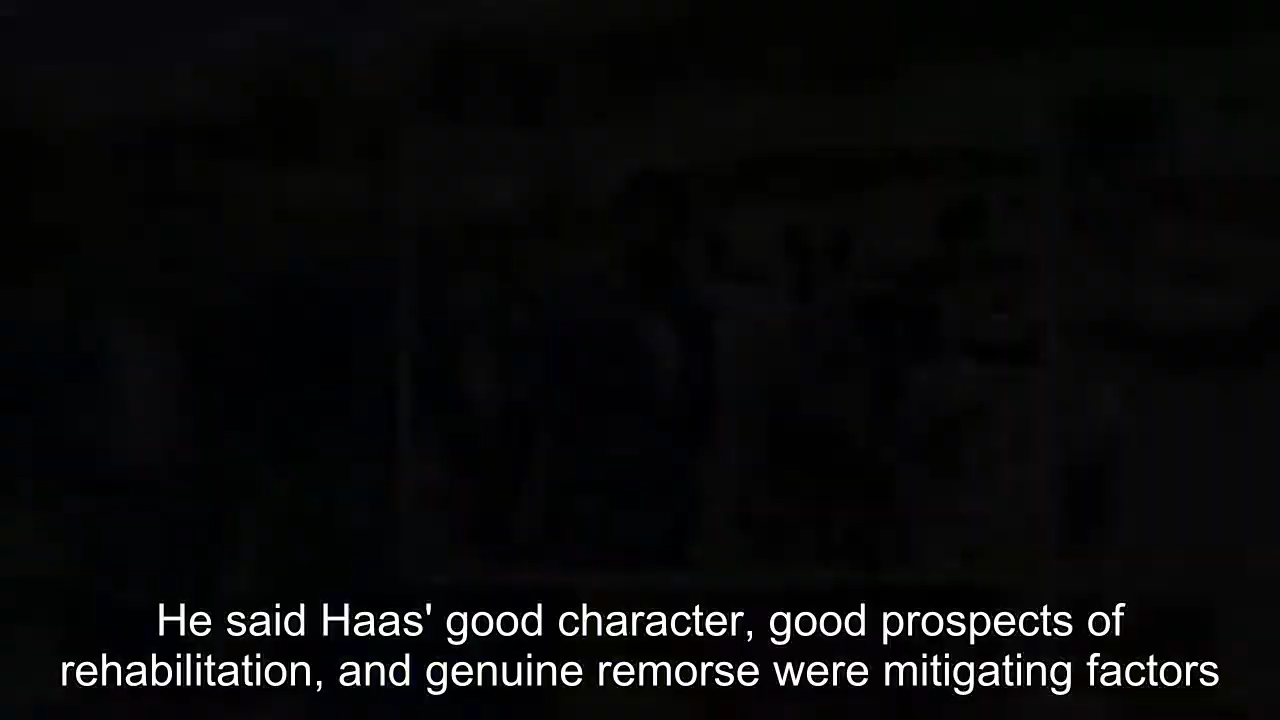 He said Haas' good character, good prospects of
rehabilitation, and genuine remorse were mitigating factors